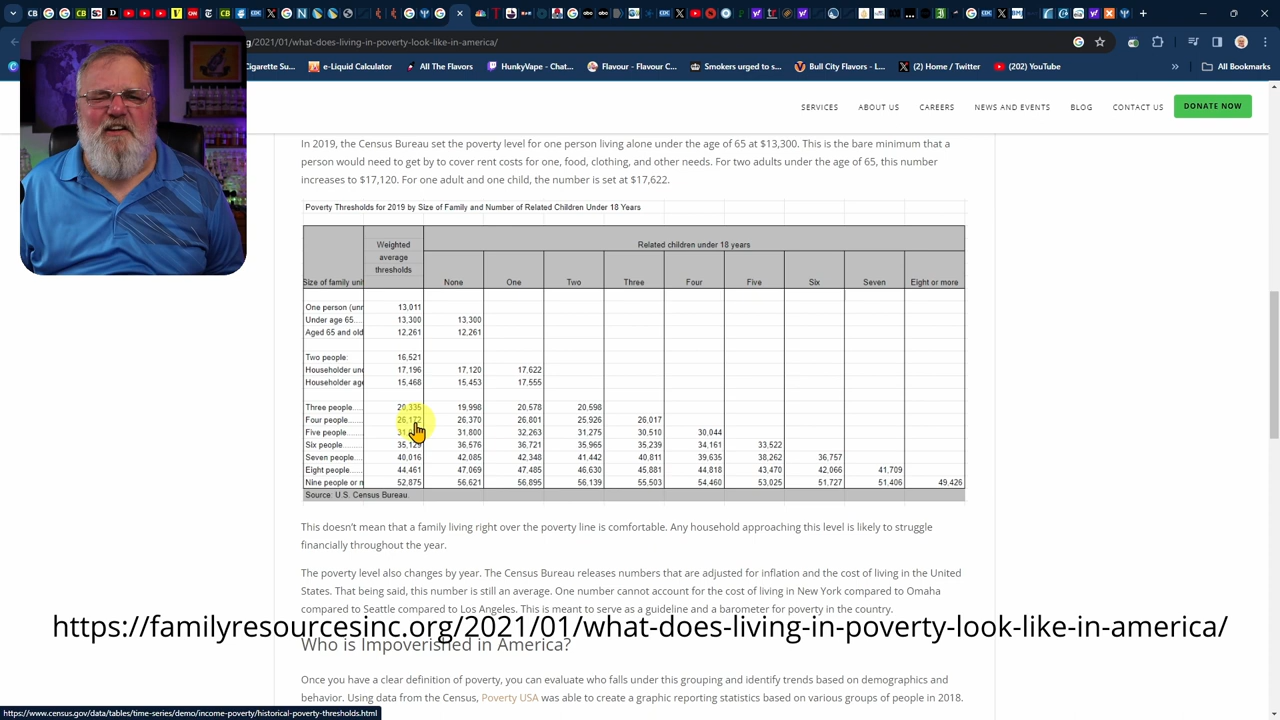 g/2021/01/what-does-living-in-poverty-look-like-in-america/
Cigarette Su... e-Liquid Calculator All The Flavors HunkyVape - Chat... Flavour - Flavour C... Smokers urged to s... Bull City Flavors - L... (2) Home / Twitter (202) YouTube » All Bookmarks
SERVICES ABOUT US CAREERS NEWS AND EVENTS BLOG CONTACT US DONATE NOW
In 2019, the Census Bureau set the poverty level for one person living alone under the age of 65 at $13,300. This is the bare minimum that a
person would need to get by to cover rent costs for one, food, clothing, and other needs. For two adults under the age of 65, this number
increases to $17,120. For one adult and one child, the number is set at $17,622.
Poverty Thresholds for 2019 by Size of Family and Number of Related Children Under 18 Years
Weighted
average
thresholds
Related children under 18 years
Size of family uni None One Two Three Four Five Six Seven Eight or more
One person (unr 13,011
Under age 65.... 13,300 13,300
Aged 65 and old 12,261 12,261
Two people: 16,521
Householder un 17,196 17,120 17,622
Householder age 15,468 15,453 17,555
Three people..... 20,335 19,998 20,578 20,598
Four people....... 26,172 26,370 26,801 25,926 26,017
Five people........ 31,800 32,263 31,275 30,510 30,044
Six people......... 35,129 36,576 36,721 35,965 35,239 34,161 33,522
Seven people..... 40,016 42,085 42,348 41,442 40,811 39,635 38,262 36,757
Eight people...... 44,461 47,069 47,485 46,630 45,881 44,818 43,470 42,066 41,709
Nine people or n 52,875 56,621 56,895 56,139 55,503 54,460 53,025 51,727 51,406 49,426
Source: U.S. Census Bureau.
This doesn't mean that a family living right over the poverty line is comfortable. Any household approaching this level is likely to struggle
financially throughout the year.
The poverty level also changes by year. The Census Bureau releases numbers that are adjusted for inflation and the cost of living in the United
States. That being said, this number is still an average. One number cannot account for the cost of living in New York compared to Omaha
compared to Seattle compared to Los Angeles. This is meant to serve as a guideline and a barometer for poverty in the country.
https://familyresourcesinc.org/2021/01/what-does-living-in-poverty-look-like-in-america/
Who is Impoverished in America?
Once you have a clear definition of poverty, you can evaluate who falls under this grouping and identify trends based on demographics and
behavior. Using data from the Census, Poverty USA was able to create a graphic reporting statistics based on various groups of people in 2018.
https://www.census.gov/data/tables/time-series/demo/income-poverty/historical-poverty-thresholds.html